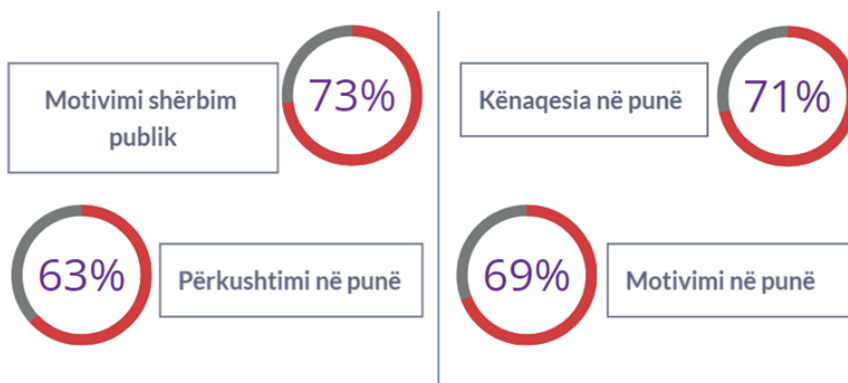 Motivimi shërbim
publik
73%
Kënaqesia në punë
71%
63%
Përkushtimi në punë
69%
Motivimi në punë